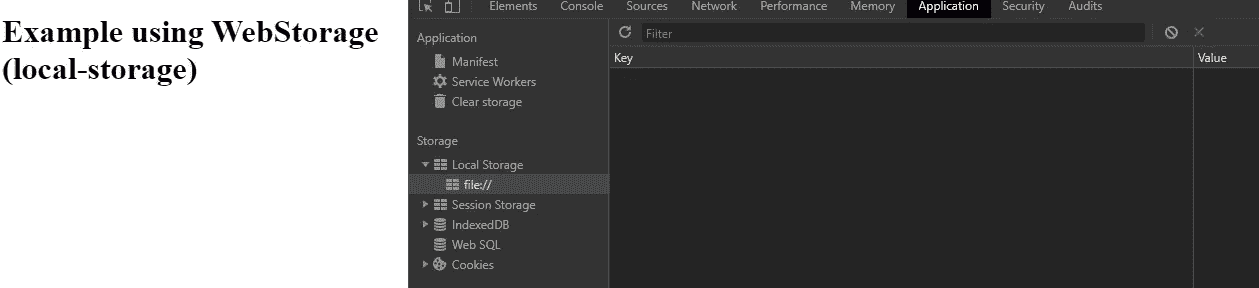 Example using WebStorage
(local-storage)
Elements Console Sources Network Performance Memory Application Security Audits
Application
Manifest
Service Workers
Clear storage
Storage
Local Storage
file://
Session Storage
IndexedDB
Web SQL
Cookies
Filter
Key Value